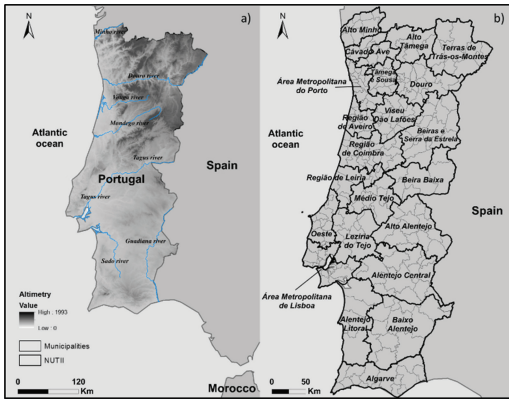 a)
N
Minho river
Douro river
Vouga river
Mondego river
Atlantic
ocean
Tagus river
Spain
Portugal
Tagus river
Guadiana river
Sado river
Altimetry
Value
High : 1993
Low : 0
Municipalities
NUTII
0
120
Km
Morocco
b)
N
Alto Minho
Alto
Tâmega
Terras de
Trás-os-Montes
Cávado
Ave
Área Metropolitana
do Porto
Tâmega
e Sousa
Douro
Atlantic
ocean
Viseu
Dão Lafões
Região
de Aveiro
Beiras e
Serra da Estrela
Região
de Coimbra
Região de Leiria
Beira Baixa
Médio Tejo
Spain
Oeste
Lezíria
do Tejo
Alto Alentejo
Alentejo Central
Área Metropolitana
de Lisboa
Alentejo
Litoral
Baixo
Alentejo
Algarve
0
50
Km